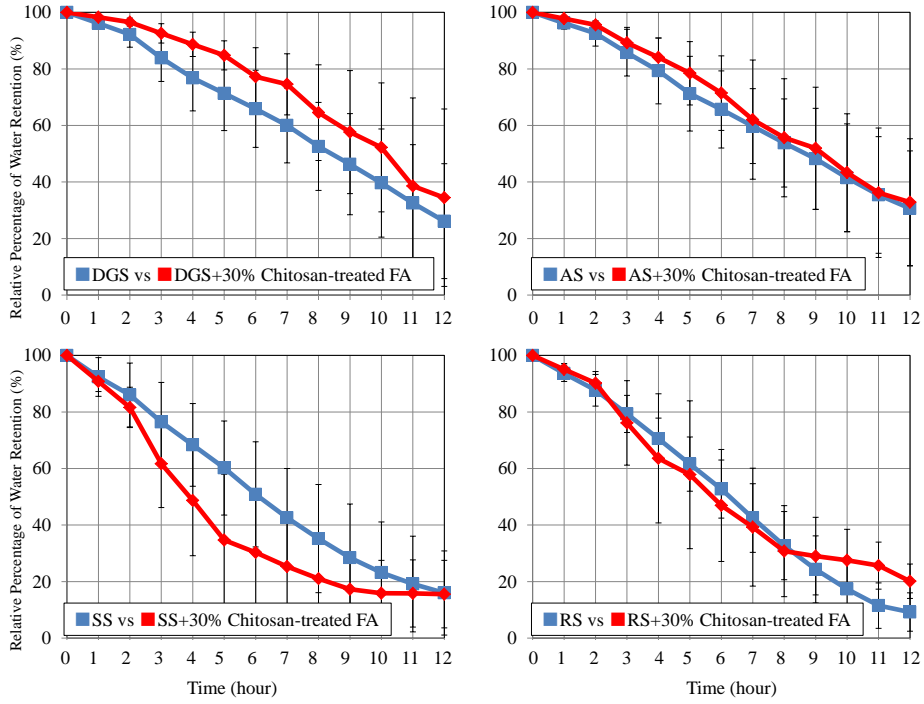 Relative Percentage of Water Retention (%)
100
80
60
40
20
0
DGS vs DGS+30% Chitosan-treated FA
0 1 2 3 4 5 6 7 8 9 10 11 12
100
80
60
40
20
0
AS vs AS+30% Chitosan-treated FA
0 1 2 3 4 5 6 7 8 9 10 11 12
Relative Percentage of Water Retention (%)
100
80
60
40
20
0
SS vs SS+30% Chitosan-treated FA
0 1 2 3 4 5 6 7 8 9 10 11 12
Time (hour)
100
80
60
40
20
0
RS vs RS+30% Chitosan-treated FA
0 1 2 3 4 5 6 7 8 9 10 11 12
Time (hour)